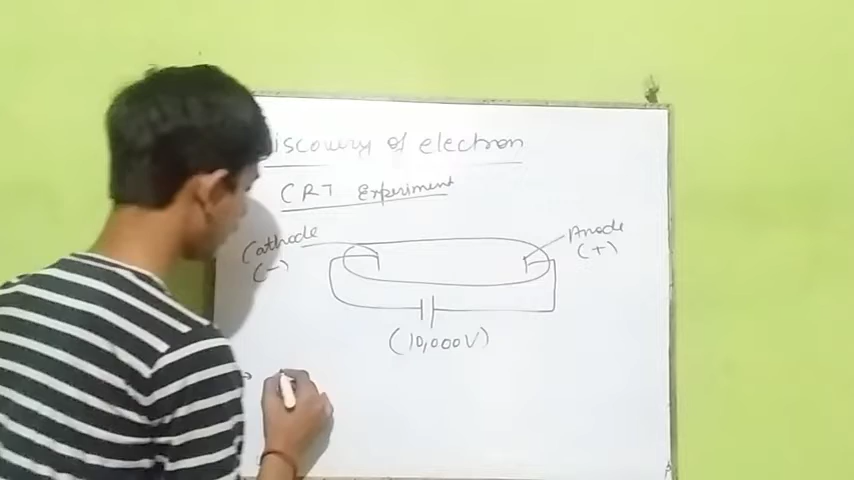 iscovery of electron
CRT Experiment
Cathode
(-)
Anode
(+)
(10,000V)